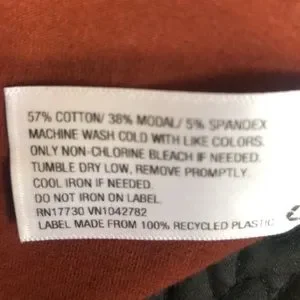 57% COTTON/ 38% MODAL/ 5% SPANDEX
MACHINE WASH COLD WITH LIKE COLORS.
ONLY NON-CHLORINE BLEACH IF NEEDED.
TUMBLE DRY LOW, REMOVE PROMPTLY.
COOL IRON IF NEEDED.
DO NOT IRON ON LABEL.
RN17730 VN1042782
LABEL MADE FROM 100% RECYCLED PLASTIC